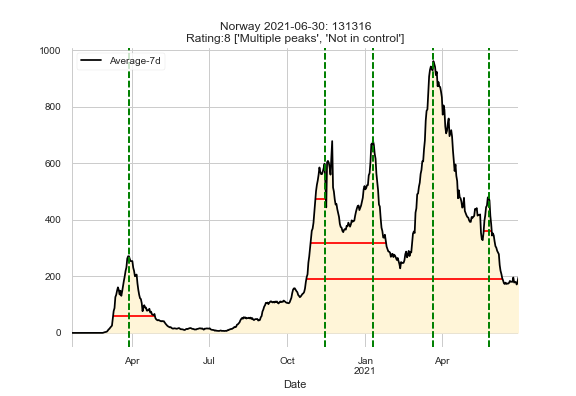 Norway 2021-06-30: 131316
Rating:8 ['Multiple peaks', 'Not in control']
1000
Average-7d
800
600
400
200
0
Apr Jul Oct Jan Apr
2021
Date